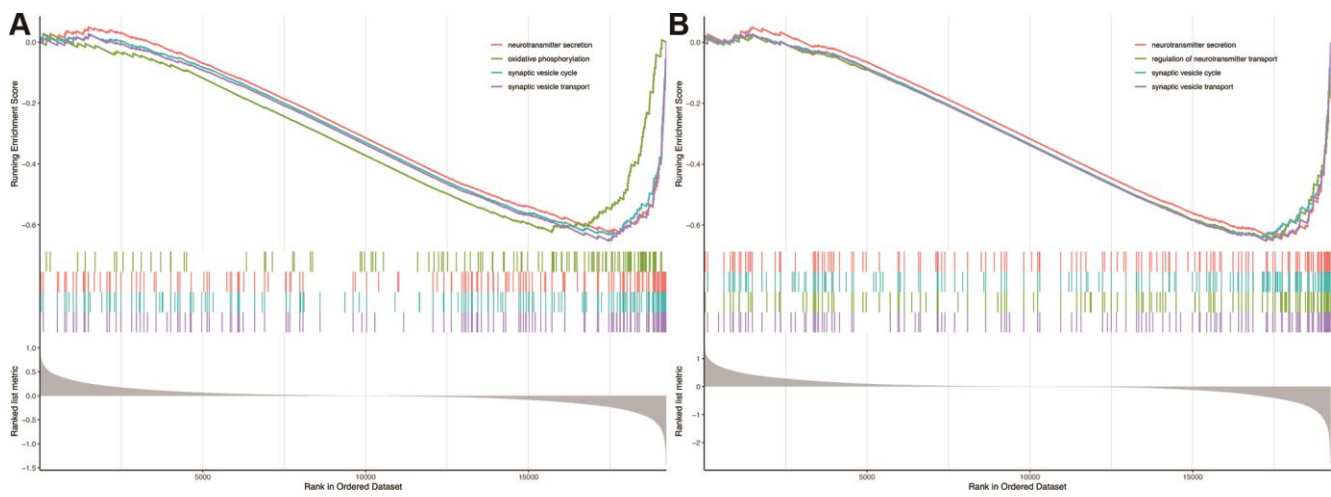 A
Running Enrichment Score
0.0
−0.2
−0.4
−0.6
neurotransmitter secretion
oxidative phosphorylation
synaptic vesicle cycle
synaptic vesicle transport
Ranked list metric
1.0
0.5
0.0
−0.5
−1.0
−1.5
5000
10000
15000
Rank in Ordered Dataset
B
Running Enrichment Score
0.0
−0.2
−0.4
−0.6
neurotransmitter secretion
regulation of neurotransmitter transport
synaptic vesicle cycle
synaptic vesicle transport
Ranked list metric
1
0
−1
−2
5000
10000
15000
Rank in Ordered Dataset